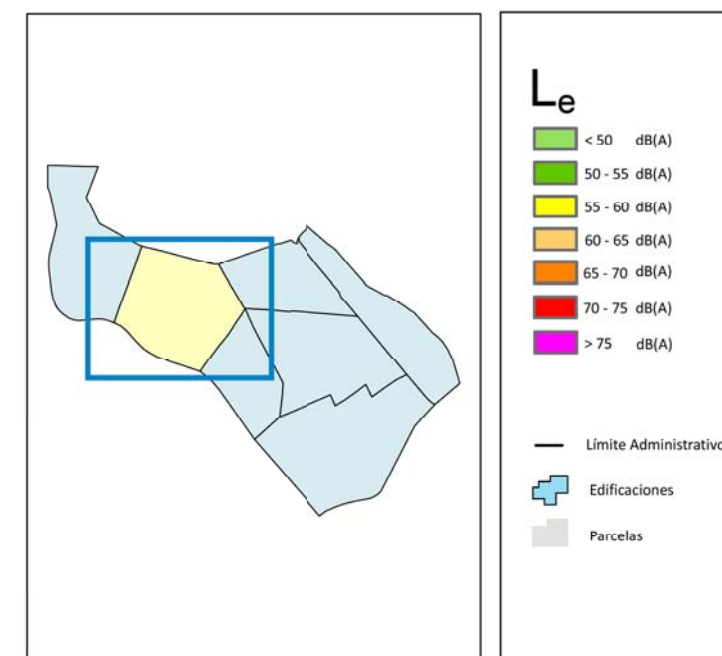 Le
< 50 dB(A)
50 - 55 dB(A)
55 - 60 dB(A)
60 - 65 dB(A)
65 - 70 dB(A)
70 - 75 dB(A)
> 75 dB(A)
Límite Administrativo
Edificaciones
Parcelas